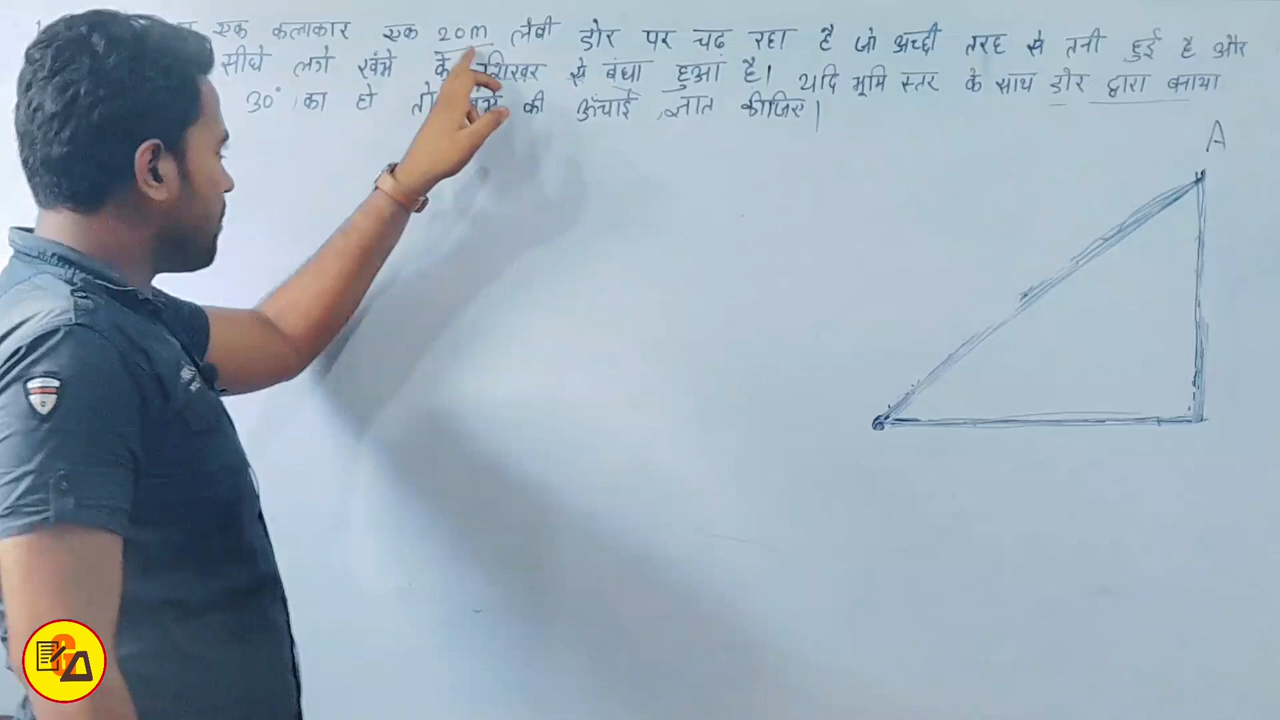 एक कलाकार एक 20m लंबी डोर पर चढ रहा है जो अच्छी तरह से तनी हुई है और
सीधे लगे खंभे के शिखर से बंधा हुआ है। यदि भूमि स्तर के साथ डोर द्वारा बनाया
30° का हो तो की ऊंचाई ज्ञात कीजिए।
A